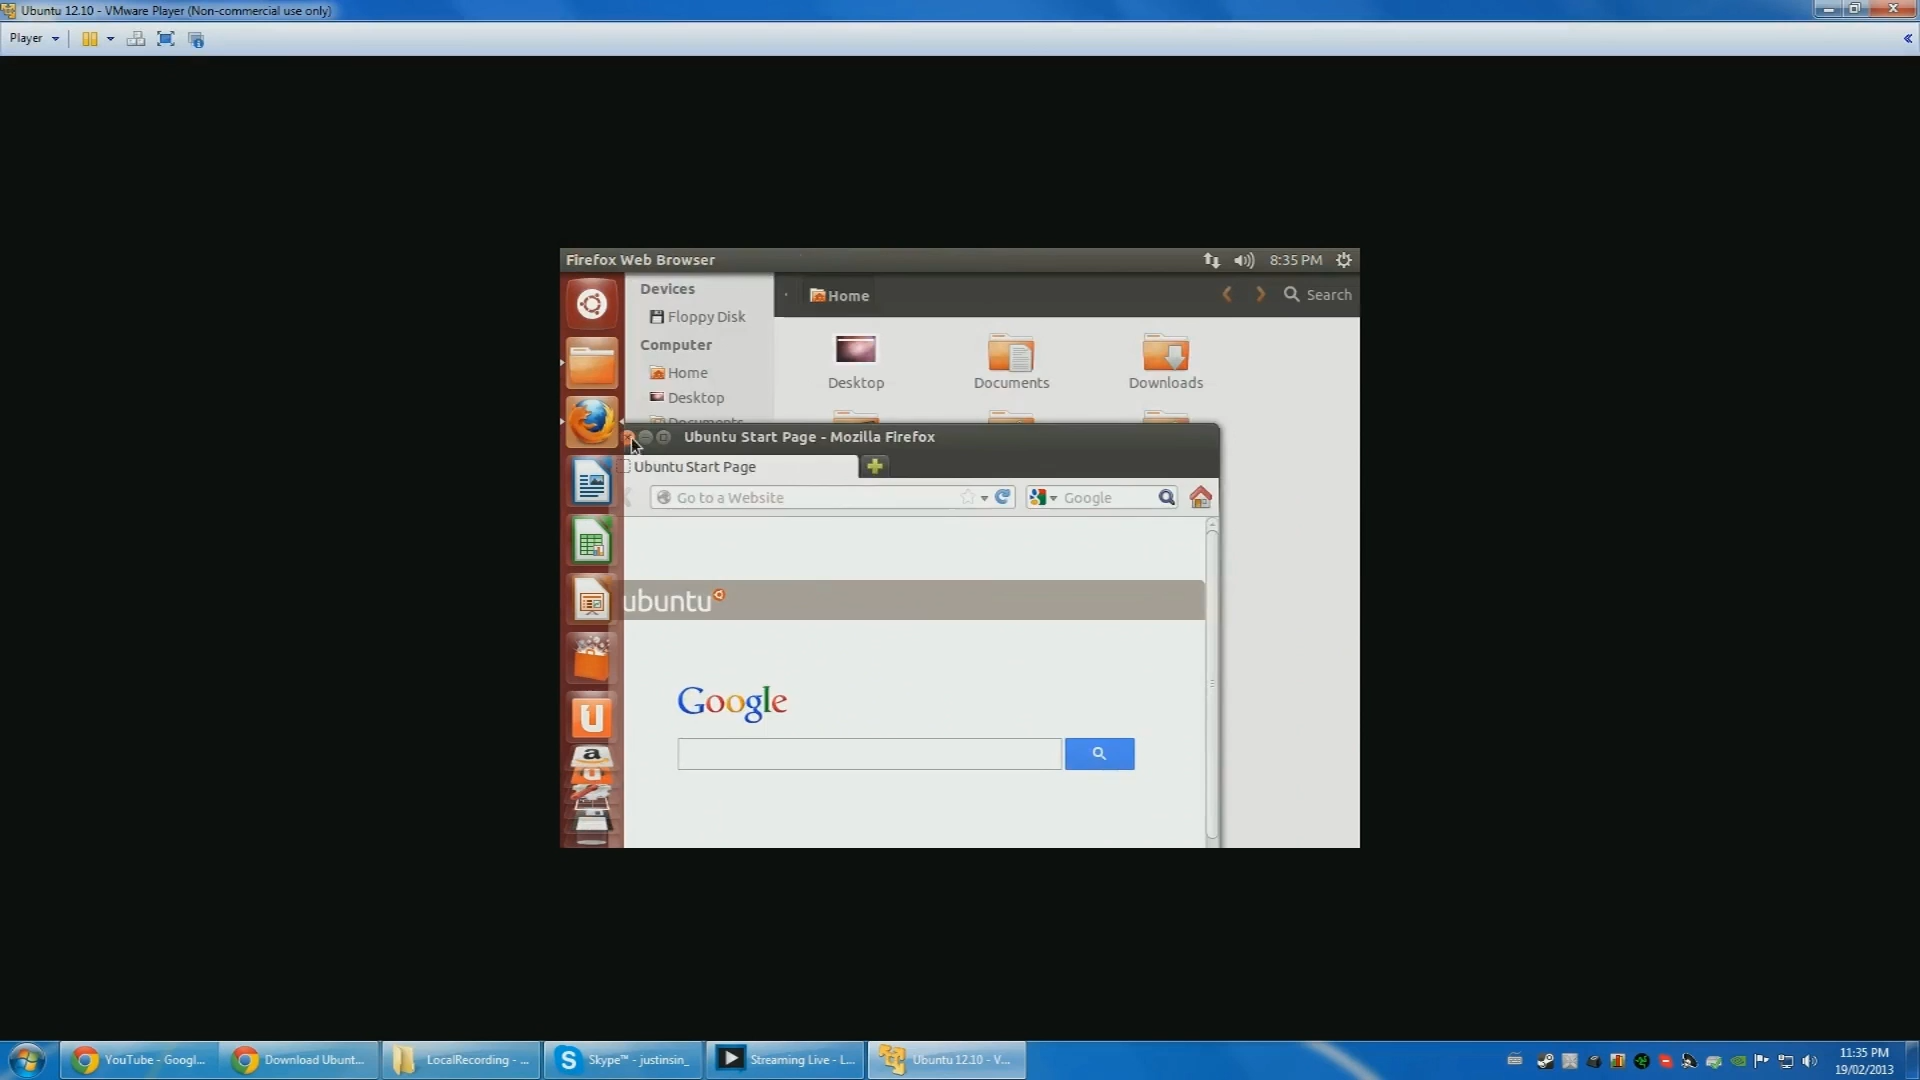 Ubuntu 12.10 - VMware Player (Non-commercial use only)
Player
Firefox Web Browser
8:35 PM
Devices
Floppy Disk
Computer
Home
Desktop
Home
Search
Desktop
Documents
Downloads
Ubuntu Start Page - Mozilla Firefox
Ubuntu Start Page
Go to a Website
Google
ubuntu
Google
YouTube - Googl...
Download Ubunt...
LocalRecording - ...
Skype™ - justinsin_
Streaming Live - L...
Ubuntu 12.10 - V...
11:35 PM
19/02/2013